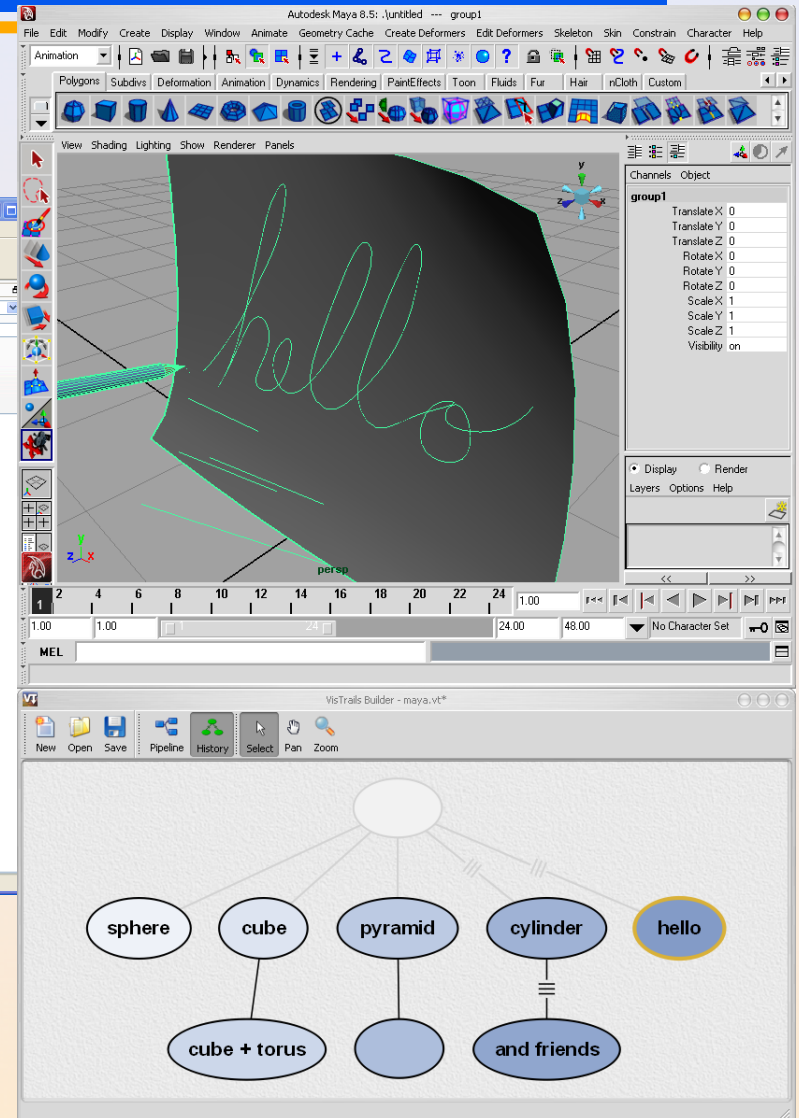 Autodesk Maya 8.5: .\untitled --- group1
File Edit Modify Create Display Window Animate Geometry Cache Create Deformers Edit Deformers Skeleton Skin Constrain Character Help
Animation
Polygons Subdivs Deformation Animation Dynamics Rendering PaintEffects Toon Fluids Fur Hair nCloth Custom
View Shading Lighting Show Renderer Panels
Channels Object
group1
Translate X 0
Translate Y 0
Translate Z 0
Rotate X 0
Rotate Y 0
Rotate Z 0
Scale X 1
Scale Y 1
Scale Z 1
Visibility on
y
z x
hello
Display Render
Layers Options Help
y
z x
persp
<< >>
1 2 4 6 8 10 12 14 16 18 20 22 24 1.00
1.00 1.00 1 24 24.00 48.00 No Character Set
MEL
VT VisTrails Builder - maya.vt*
New Open Save Pipeline History Select Pan Zoom
sphere cube pyramid cylinder hello
cube + torus and friends